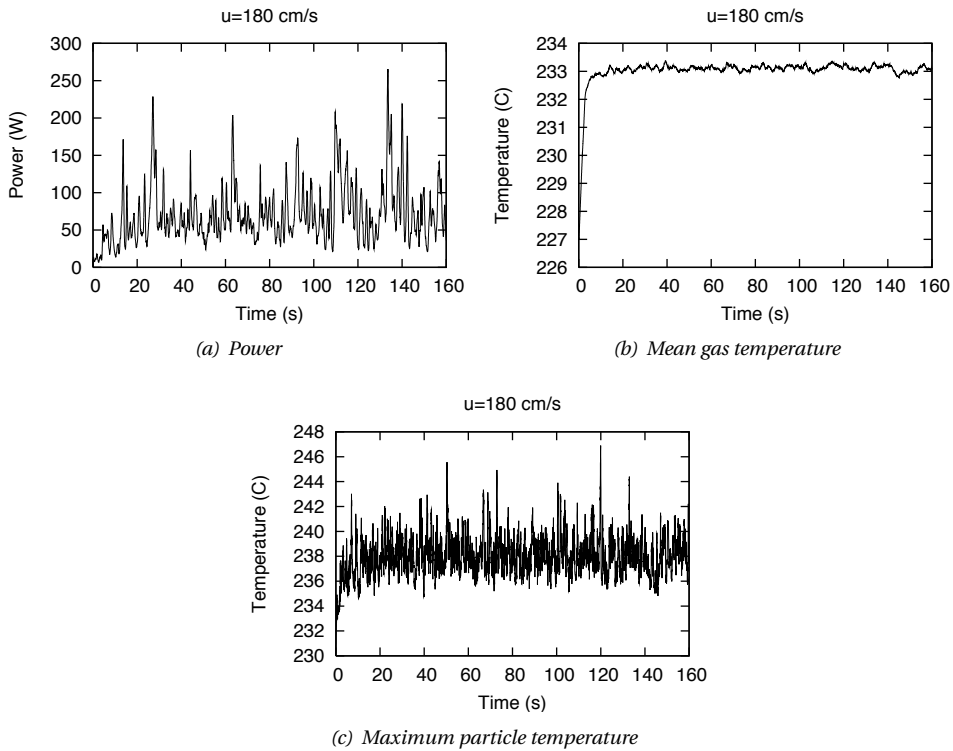 u=180 cm/s
300
250
200
150
100
50
0
Power (W)
0 20 40 60 80 100 120 140 160
Time (s)
(a) Power
u=180 cm/s
234
233
232
231
230
229
228
227
226
Temperature (C)
0 20 40 60 80 100 120 140 160
Time (s)
(b) Mean gas temperature
u=180 cm/s
248
246
244
242
240
238
236
234
232
230
Temperature (C)
0 20 40 60 80 100 120 140 160
Time (s)
(c) Maximum particle temperature